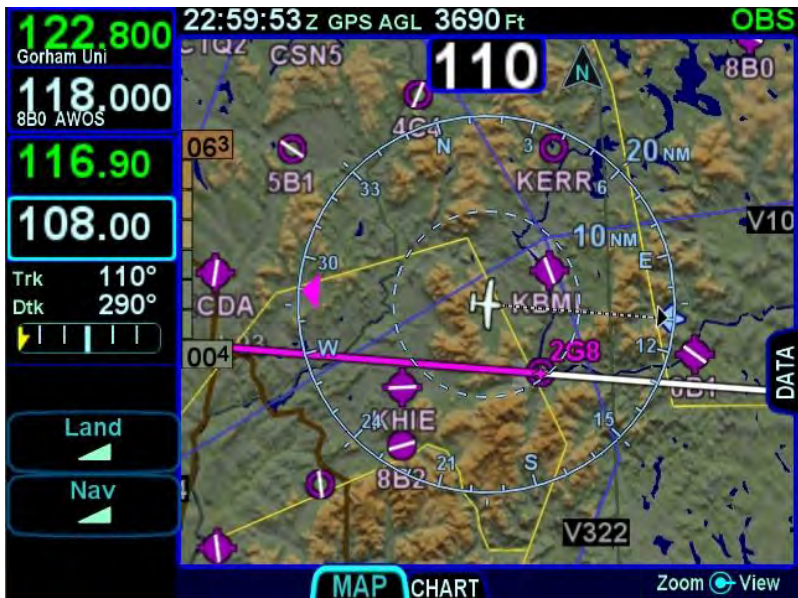 22:59:53 Z GPS AGL 3690 Ft OBS
122.800
Gorham Uni
118.000
8B0 AWOS
116.90
108.00
Trk 110°
Dtk 290°
Land
Nav
110
N
CSN5
8B0
4C4
06³
5B1
N
3
KERR
6
20 NM
33
V10
10 NM
30
E
CDA
KBML
2G8
00⁴
W
12
DATA
KHIE
24
15
8B2
21
S
V322
MAP
CHART
Zoom View